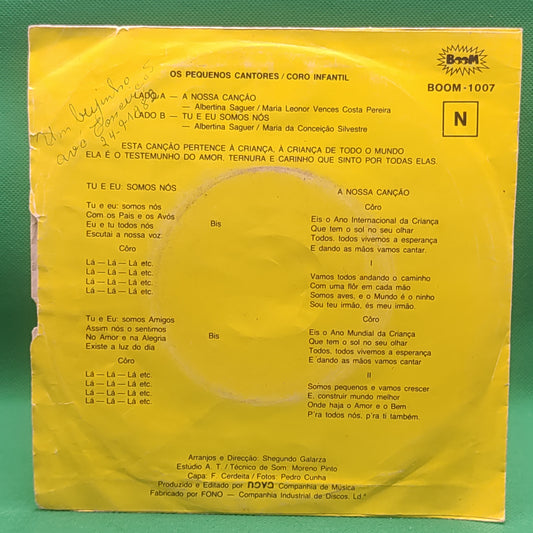 BOOM
BOOM-1007
N
OS PEQUENOS CANTORES / CORO INFANTIL
LADO A — A NOSSA CANÇÃO
— Albertina Saguer / Maria Leonor Vences Costa Pereira
LADO B — TU E EU SOMOS NÓS
— Albertina Saguer / Maria da Conceição Silvestre
Um beijinho
avó
ESTA CANÇÃO PERTENCE À CRIANÇA, À CRIANÇA DE TODO O MUNDO
ELA É O TESTEMUNHO DO AMOR, TERNURA E CARINHO QUE SINTO POR TODAS ELAS.
TU E EU: SOMOS NÓS
Tu e eu: somos nós
Com os Pais e os Avós
Eu e tu todos nós
Escutai a nossa voz:
Bis
Côro
Lá — Lá — Lá etc.
Lá — Lá — Lá etc.
Lá — Lá — Lá etc.
Lá — Lá — Lá etc.
Tu e Eu: somos Amigos
Assim nós o sentimos
No Amor e na Alegria
Existe a luz do dia
Bis
Côro
Lá — Lá — Lá etc.
Lá — Lá — Lá etc.
Lá — Lá — Lá etc.
Lá — Lá — Lá etc.
A NOSSA CANÇÃO
Côro
Eis o Ano Internacional da Criança
Que tem o sol no seu olhar
Todos, todos vivemos a esperança
E dando as mãos vamos cantar.
I
Vamos todos andando o caminho
Com uma flôr em cada mão
Somos aves, e o Mundo é o ninho
Sou teu irmão, és meu irmão.
Côro
Eis o Ano Mundial da Criança
Que tem o sol no seu olhar
Todos, todos vivemos a esperança
E dando as mãos vamos cantar
II
Somos pequenos e vamos crescer
E, construir mundo melhor
Onde haja o Amor e o Bem
P'ra todos nós, p'ra ti também.
Arranjos e Direcção: Shegundo Galarza
Estúdio A. T. / Técnico de Som: Moreno Pinto
Capa: F. Cerdeita / Fotos: Pedro Cunha
Produzido e Editado por nova Companhia de Música
Fabricado por FONO — Companhia Industrial de Discos, Ld.ª